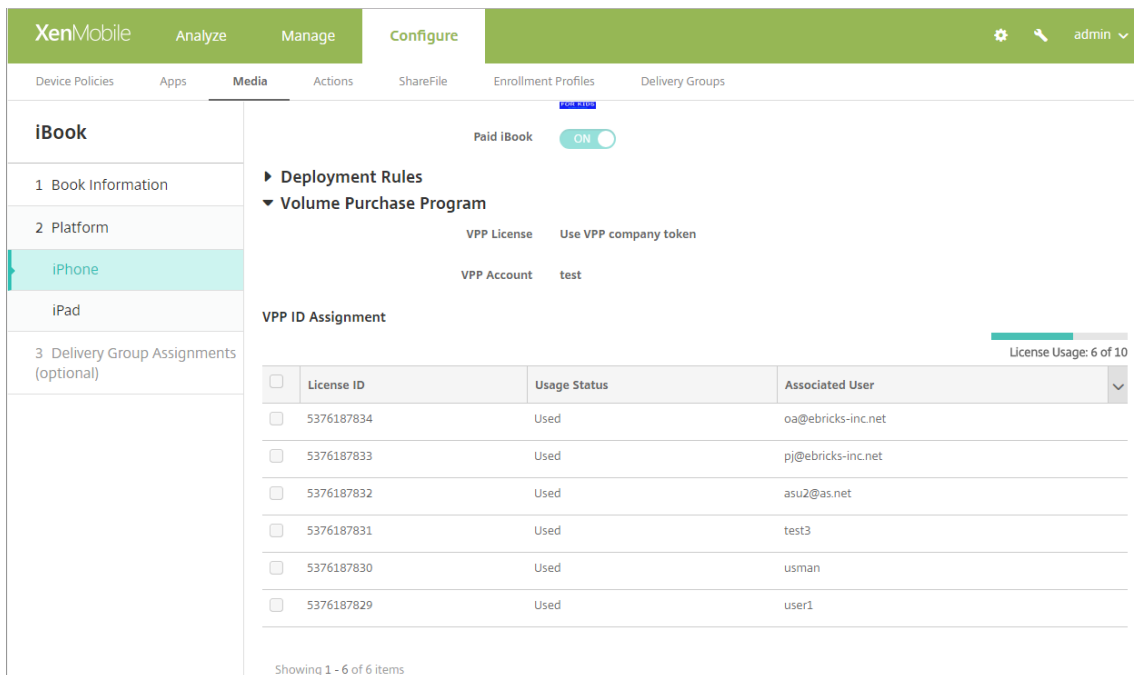 XenMobile Analyze Manage Configure admin
Device Policies Apps Media Actions ShareFile Enrollment Profiles Delivery Groups
FOR KIDS
iBook
Paid iBook ON
1 Book Information
Deployment Rules
Volume Purchase Program
2 Platform
VPP License Use VPP company token
iPhone
VPP Account test
iPad
VPP ID Assignment
3 Delivery Group Assignments
(optional)
License Usage: 6 of 10
License ID Usage Status Associated User
5376187834 Used oa@ebricks-inc.net
5376187833 Used pj@ebricks-inc.net
5376187832 Used asu2@as.net
5376187831 Used test3
5376187830 Used usman
5376187829 Used user1
Showing 1 - 6 of 6 items